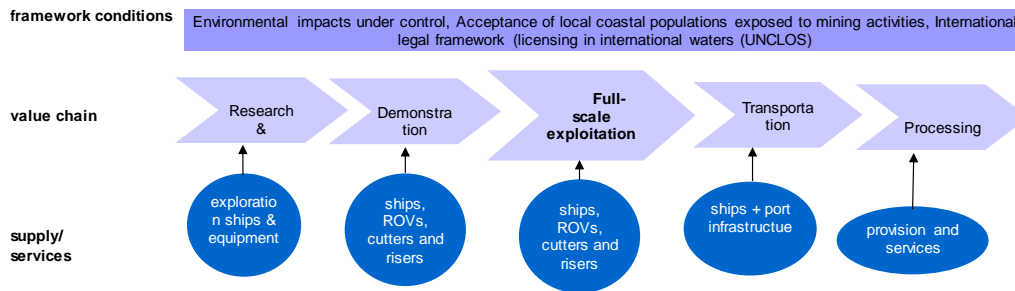 framework conditions
Environmental impacts under control, Acceptance of local coastal populations exposed to mining activities, International
legal framework (licensing in international waters (UNCLOS)
value chain
Research
&
Demonstra
tion
Full-
scale
exploitation
Transporta
tion
Processing
supply/
services
exploratio
n ships &
equipment
ships,
ROVs,
cutters and
risers
ships,
ROVs,
cutters and
risers
ships + port
infrastructue
provision and
services